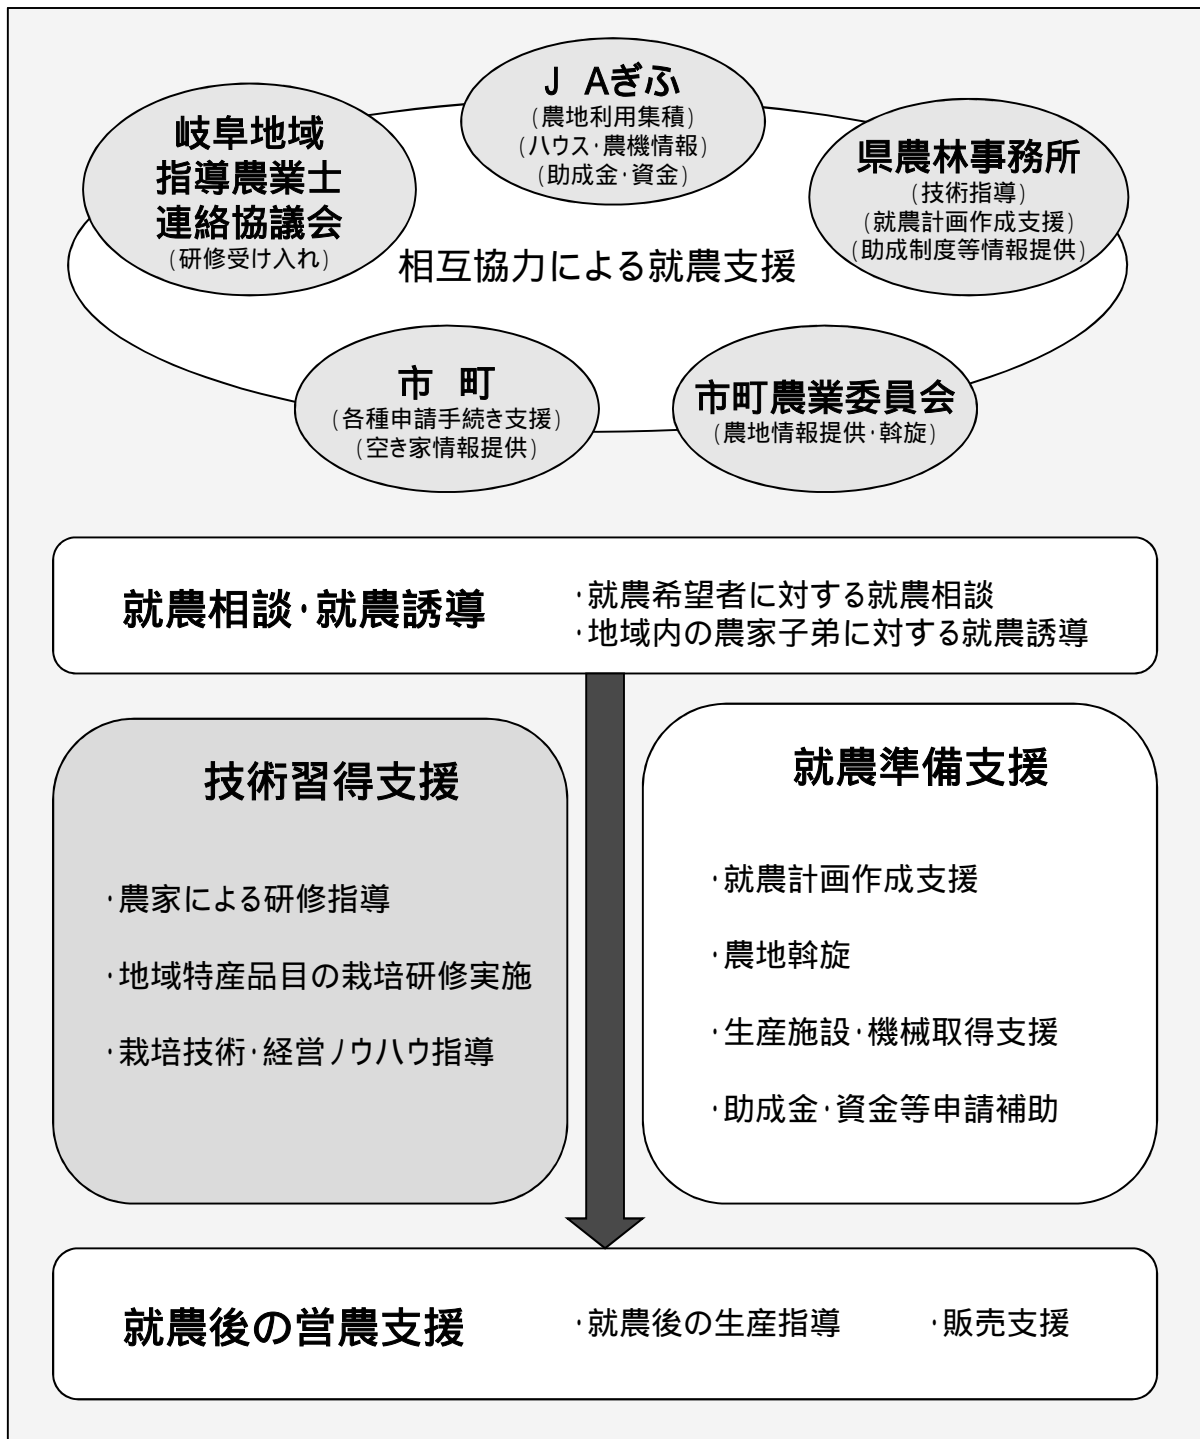 JAぎふ
(農地利用集積)
(ハウス・農機情報)
(助成金・資金)
岐阜地域
指導農業士
連絡協議会
(研修受け入れ)
県農林事務所
(技術指導)
(就農計画作成支援)
(助成制度等情報提供)
相互協力による就農支援
市 町
(各種申請手続き支援)
(空き家情報提供)
市町農業委員会
(農地情報提供・斡旋)
就農相談・就農誘導
・就農希望者に対する就農相談
・地域内の農家子弟に対する就農誘導
技術習得支援
・農家による研修指導
・地域特産品目の栽培研修実施
・栽培技術・経営ノウハウ指導
就農準備支援
・就農計画作成支援
・農地斡旋
・生産施設・機械取得支援
・助成金・資金等申請補助
就農後の営農支援
・就農後の生産指導
・販売支援